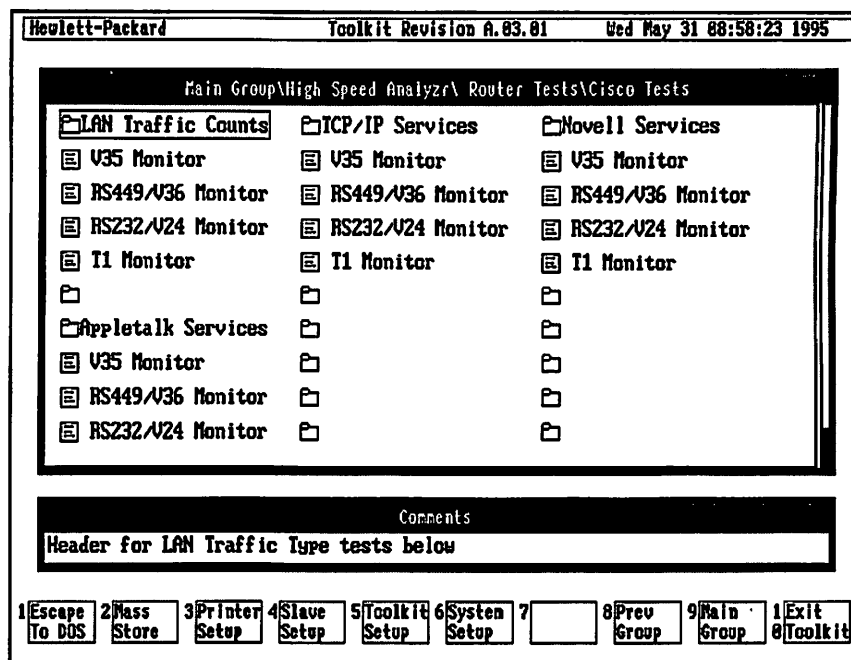 Hewlett-Packard Toolkit Revision A.03.01 Wed May 31 08:58:23 1995
Main Group\High Speed Analyzr\ Router Tests\Cisco Tests
LAN Traffic Counts TCP/IP Services Novell Services
V35 Monitor V35 Monitor V35 Monitor
RS449/V36 Monitor RS449/V36 Monitor RS449/V36 Monitor
RS232/V24 Monitor RS232/V24 Monitor RS232/V24 Monitor
T1 Monitor T1 Monitor T1 Monitor
Appletalk Services
V35 Monitor
RS449/V36 Monitor
RS232/V24 Monitor
Comments
Header for LAN Traffic Type tests below
1 Escape 2 Mass 3 Printer 4 Slave 5 Toolkit 6 System 7 8 Prev 9 Main 1 Exit
To DOS Store Setup Setup Setup Setup Group Group 0 Toolkit